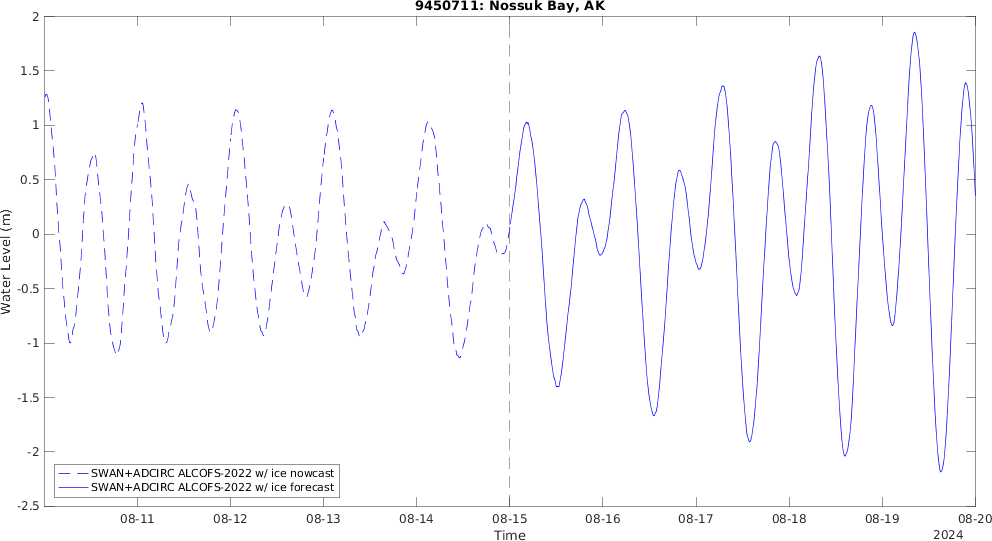 9450711: Nossuk Bay, AK
2
1.5
1
0.5
0
-0.5
-1
-1.5
-2
-2.5
Water Level (m)
SWAN+ADCIRC ALCOFS-2022 w/ ice nowcast
SWAN+ADCIRC ALCOFS-2022 w/ ice forecast
08-11 08-12 08-13 08-14 08-15 08-16 08-17 08-18 08-19 08-20
Time
2024